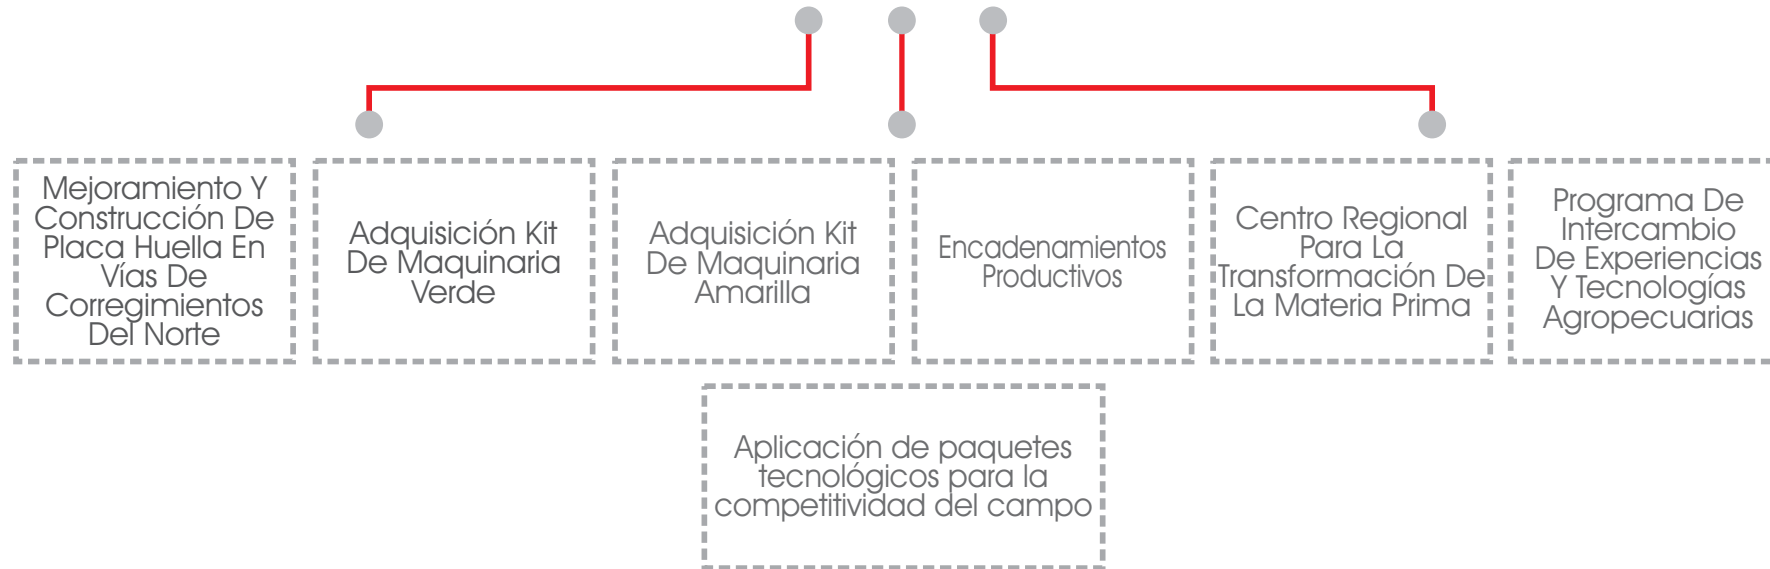 Mejoramiento Y
Construcción De
Placa Huella En
Vías De
Corregimientos
Del Norte
Adquisición Kit
De Maquinaria
Verde
Adquisición Kit
De Maquinaria
Amarilla
Encadenamientos
Productivos
Centro Regional
Para La
Transformación De
La Materia Prima
Programa De
Intercambio
De Experiencias
Y Tecnologías
Agropecuarias
Aplicación de paquetes
tecnológicos para la
competitividad del campo